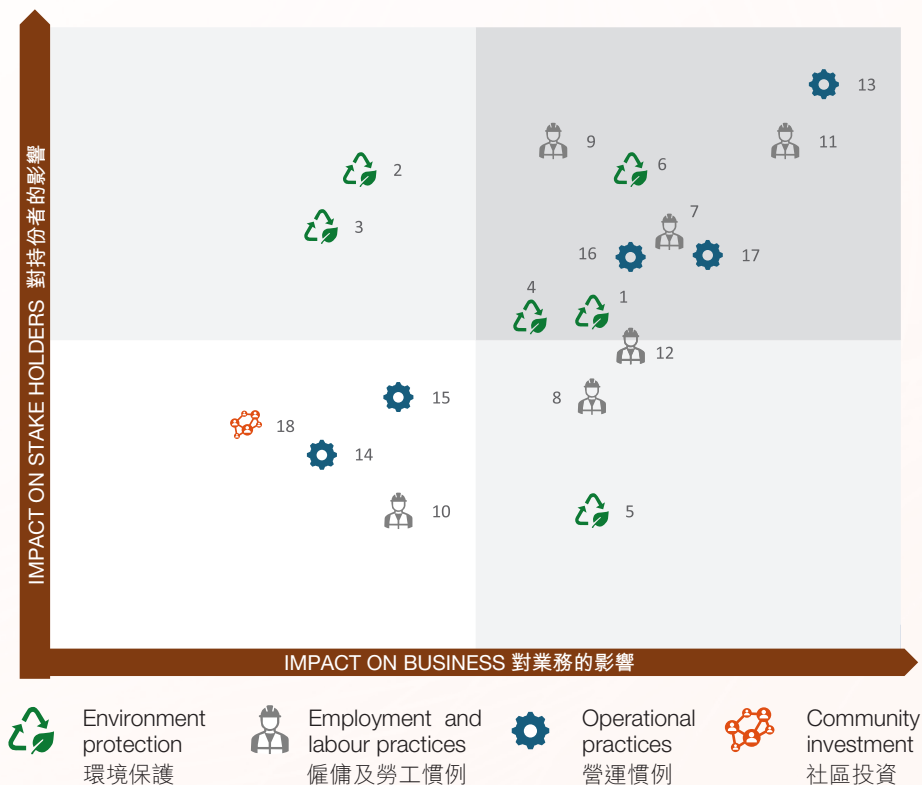 IMPACT ON STAKE HOLDERS 對持份者的影響
13
9
11
2
6
3
7
16
17
4
1
12
15
8
18
14
10
5
IMPACT ON BUSINESS 對業務的影響
Environment
protection
環境保護
Employment and
labour practices
僱傭及勞工慣例
Operational
practices
營運慣例
Community
investment
社區投資